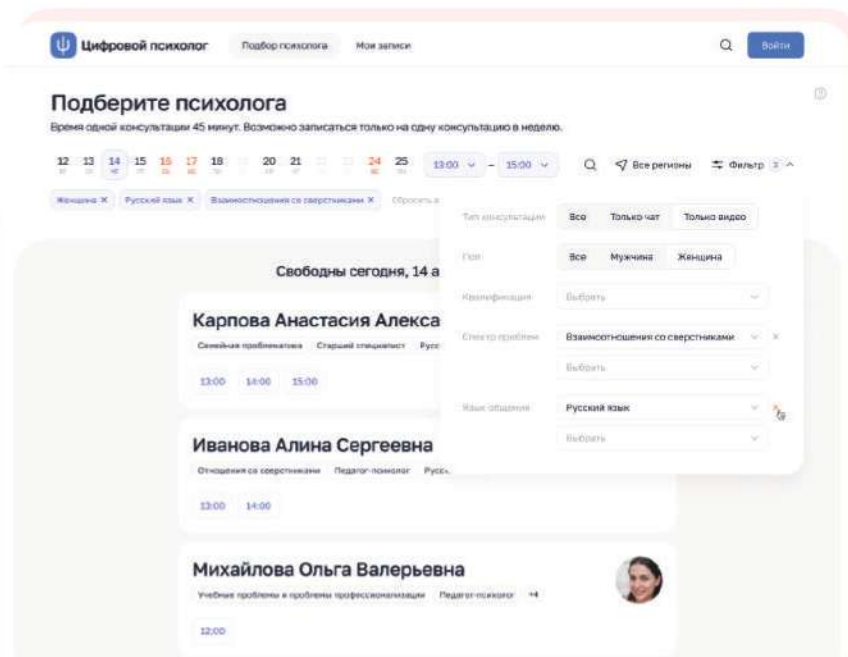 Цифровой психолог Подбор психолога Мои записи Войти
Подберите психолога
Время одной консультации 45 минут. Возможно записаться только на одну консультацию в неделю.
12 13 14 15 16 17 18 20 21 24 25 13:00 – 15:00 Все регионы Фильтр 3
Женщина × Русский язык × Взаимоотношения со сверстниками × Сбросить
Тип консультации Все Только чат Только видео
Пол Все Мужчина Женщина
Квалификация Выбрать
Спектр проблем Взаимоотношения со сверстниками ×
Выбрать
Язык общения Русский язык
Выбрать
Свободны сегодня, 14 а
Карпова Анастасия Алекса
Семейная проблематика Старший специалист Русс
13:00 14:00 15:00
Иванова Алина Сергеевна
Отношения со сверстниками Педагог-психолог Русс
13:00 14:00
Михайлова Ольга Валерьевна
Учебные проблемы и проблемы профессионализации Педагог-психолог +4
12:00